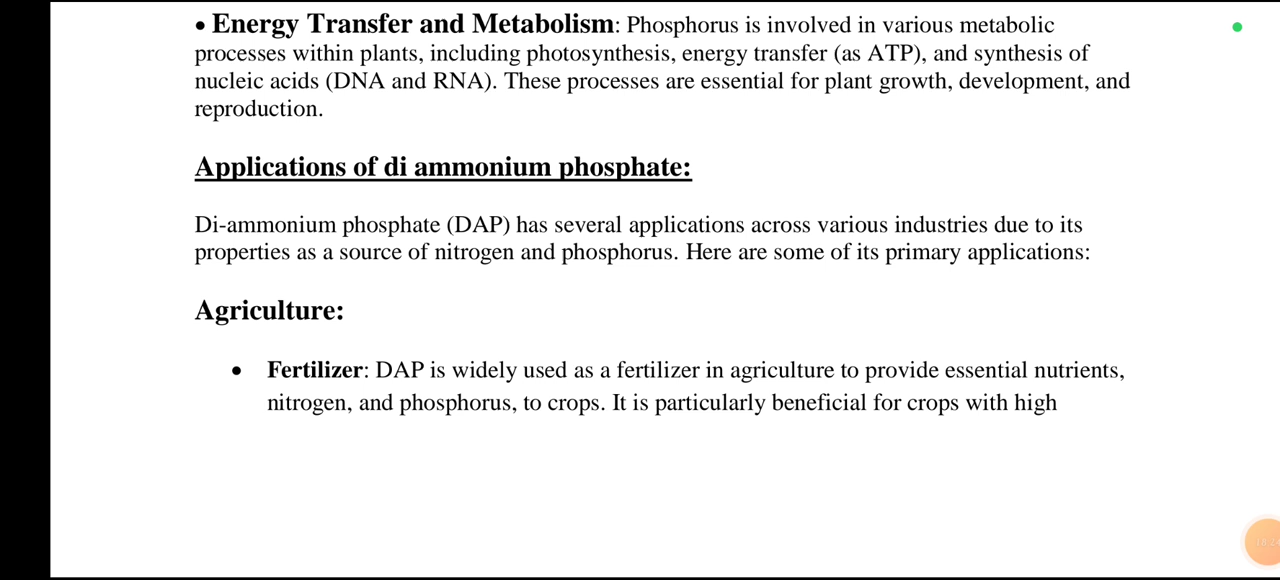 • Energy Transfer and Metabolism: Phosphorus is involved in various metabolic
processes within plants, including photosynthesis, energy transfer (as ATP), and synthesis of
nucleic acids (DNA and RNA). These processes are essential for plant growth, development, and
reproduction.
Applications of di ammonium phosphate:
Di-ammonium phosphate (DAP) has several applications across various industries due to its
properties as a source of nitrogen and phosphorus. Here are some of its primary applications:
Agriculture:
• Fertilizer: DAP is widely used as a fertilizer in agriculture to provide essential nutrients,
nitrogen, and phosphorus, to crops. It is particularly beneficial for crops with high